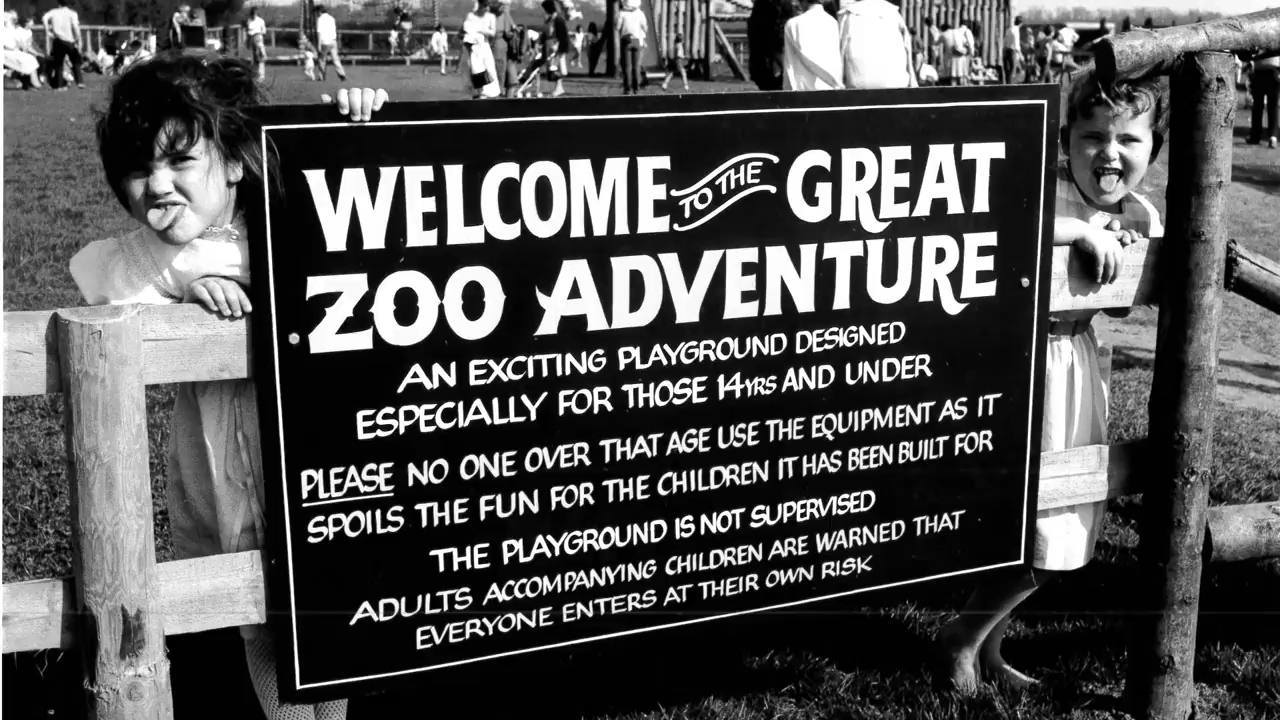 WELCOME TO THE GREAT
ZOO ADVENTURE
AN EXCITING PLAYGROUND DESIGNED
ESPECIALLY FOR THOSE 14YRS AND UNDER
PLEASE NO ONE OVER THAT AGE USE THE EQUIPMENT AS IT
SPOILS THE FUN FOR THE CHILDREN IT HAS BEEN BUILT FOR
THE PLAYGROUND IS NOT SUPERVISED
ADULTS ACCOMPANYING CHILDREN ARE WARNED THAT
EVERYONE ENTERS AT THEIR OWN RISK